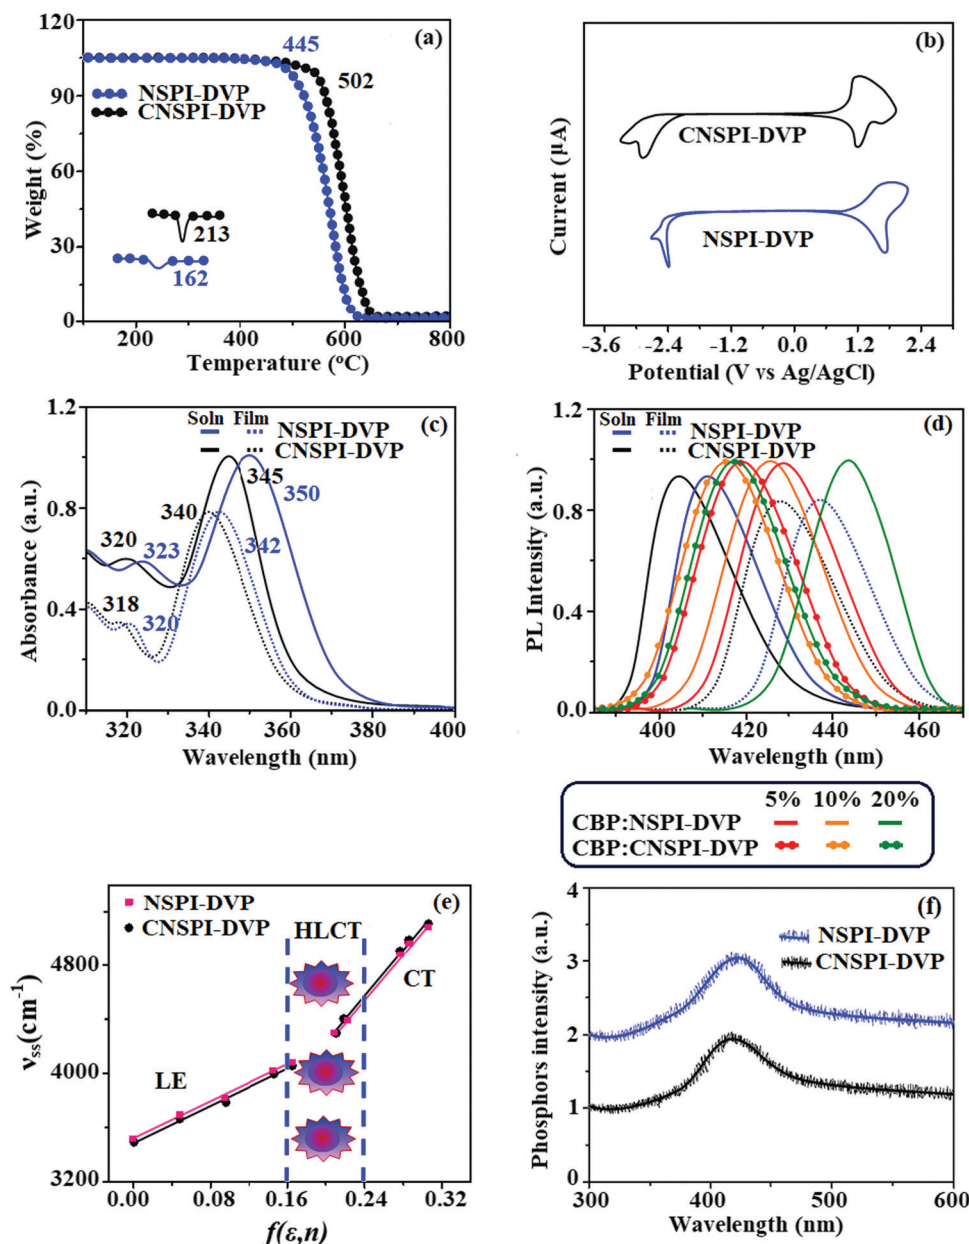 (a)
120
90
60
30
0
Weight (%)
445
502
NSPI-DVP
CNSPI-DVP
213
162
200 400 600 800
Temperature (°C)
(b)
Current (µA)
CNSPI-DVP
NSPI-DVP
-3.6 -2.4 -1.2 0.0 1.2 2.4
Potential (V vs Ag/AgCl)
(c)
1.2
0.8
0.4
0.0
Absorbance (a.u.)
Soln Film
NSPI-DVP
CNSPI-DVP
345
350
340
320
323
342
318
320
320 340 360 380 400
Wavelength (nm)
(d)
1.2
0.8
0.4
0.0
PL Intensity (a.u.)
Soln Film
NSPI-DVP
CNSPI-DVP
400 420 440 460
Wavelength (nm)
5% 10% 20%
CBP:NSPI-DVP
CBP:CNSPI-DVP
(e)
4800
4000
3200
νss(cm⁻¹)
NSPI-DVP
CNSPI-DVP
HLCT
CT
LE
0.00 0.08 0.16 0.24 0.32
f(ε,n)
(f)
4
3
2
1
0
Phosphors intensity (a.u.)
NSPI-DVP
CNSPI-DVP
300 400 500 600
Wavelength (nm)